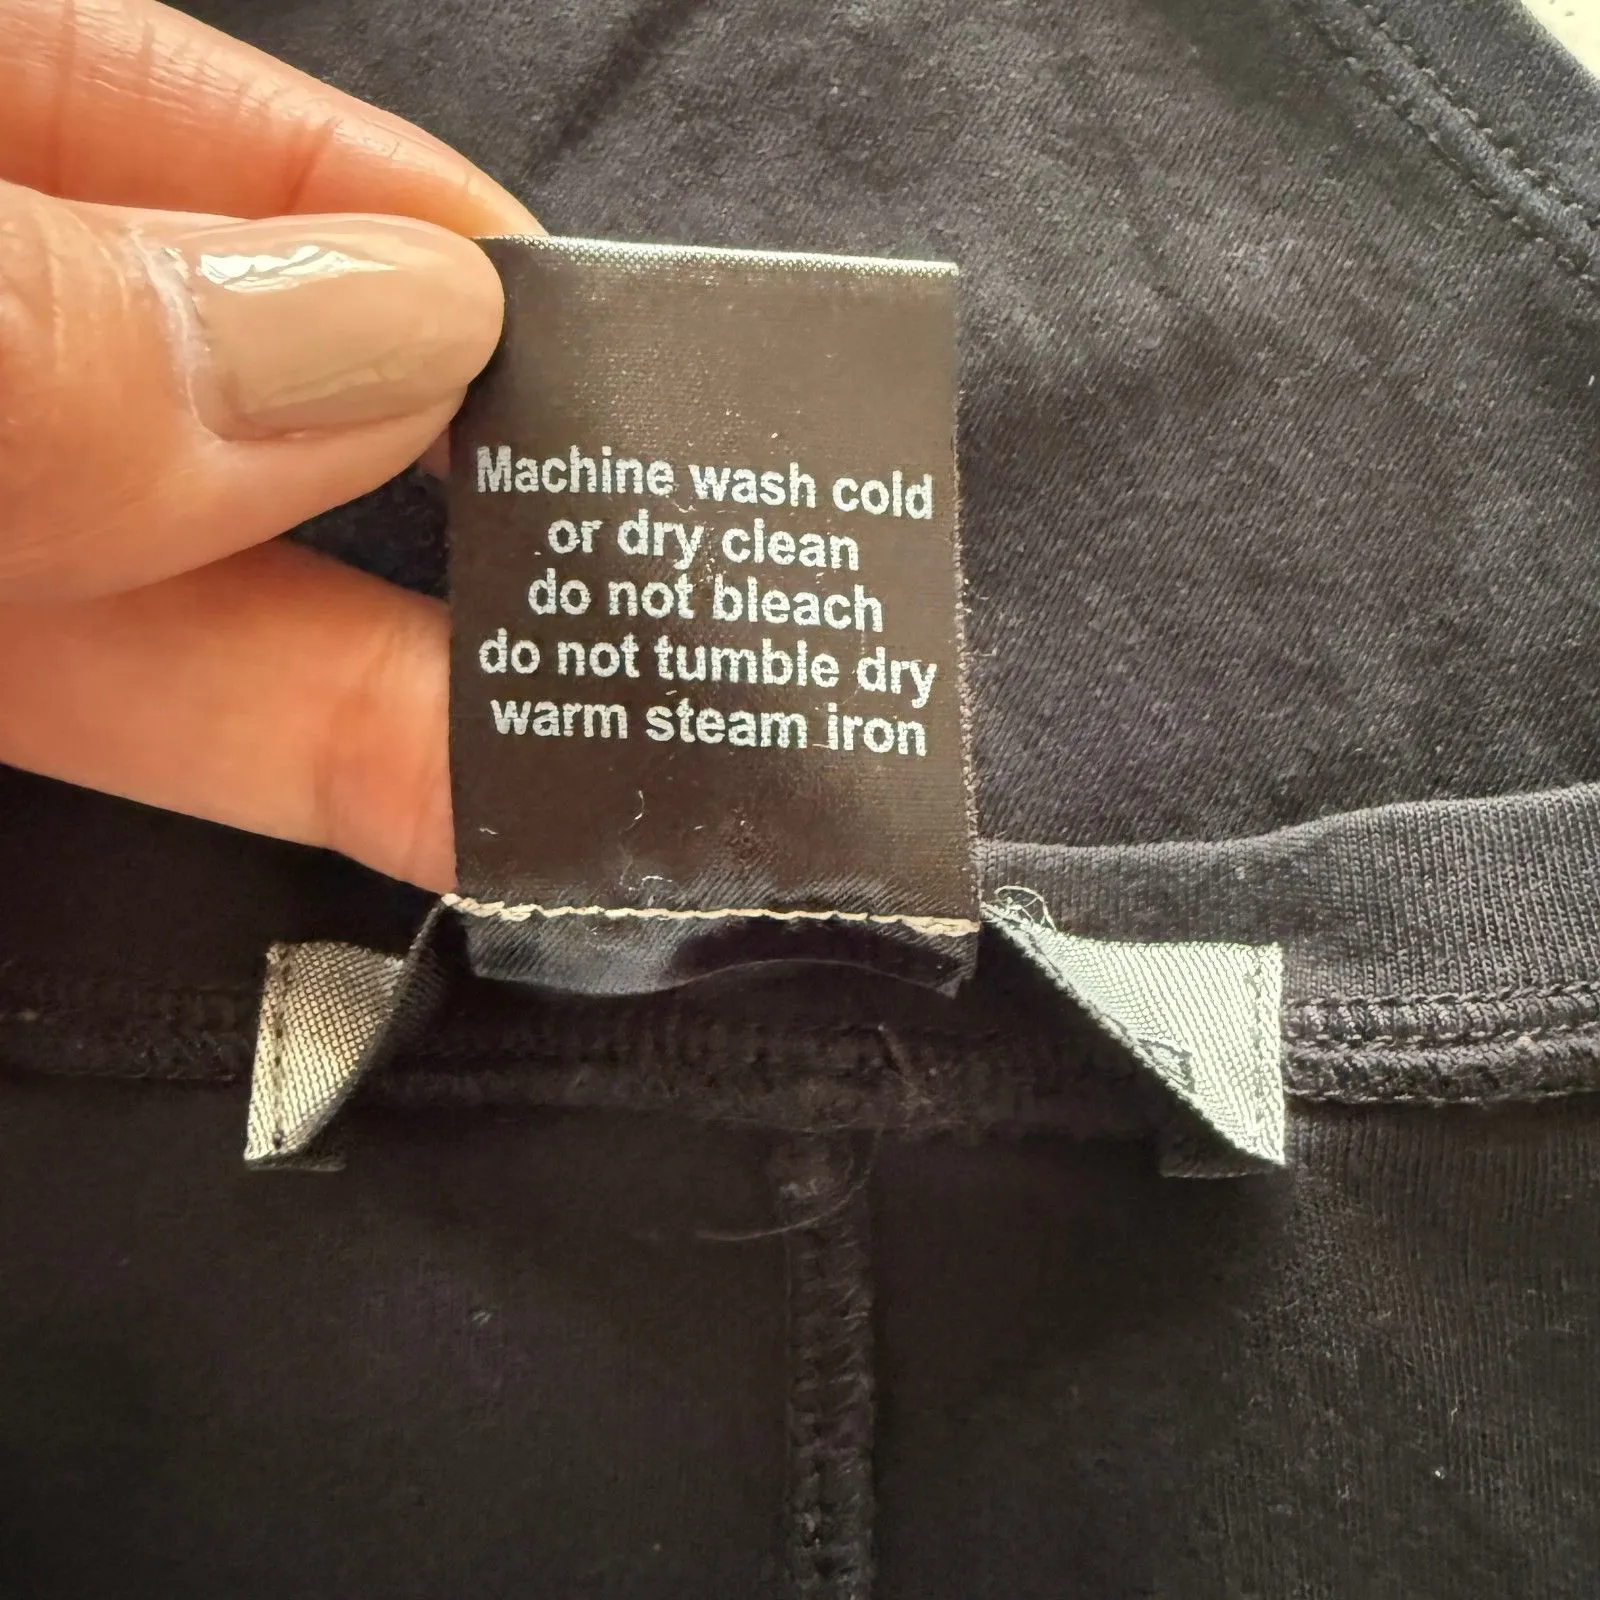 Machine wash cold
or dry clean
do not bleach
do not tumble dry
warm steam iron